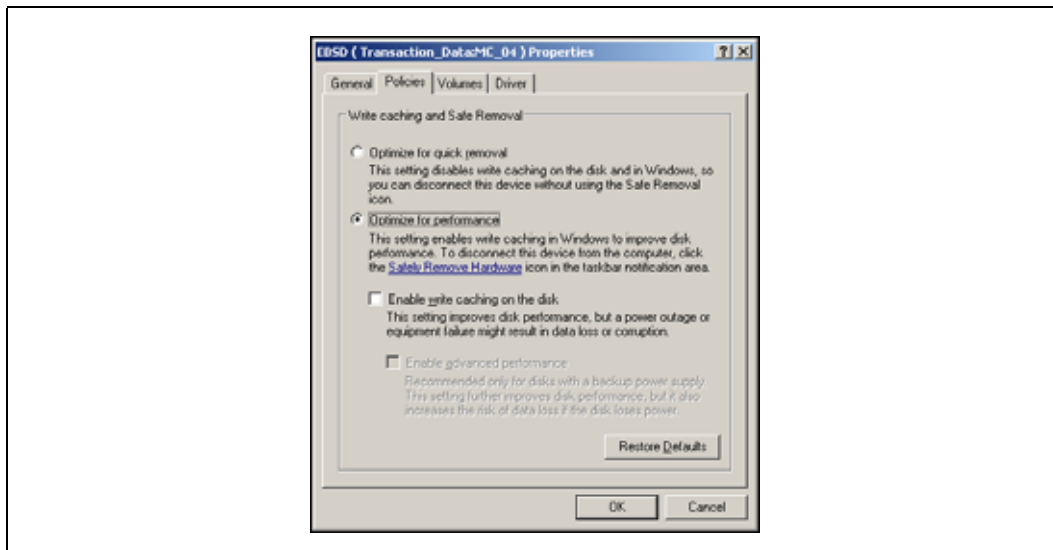 EBSD ( Transaction_Data:MC_04 ) Properties
General Policies Volumes Driver
Write caching and Safe Removal
Optimize for quick removal
This setting disables write caching on the disk and in Windows, so
you can disconnect this device without using the Safe Removal
icon.
Optimize for performance
This setting enables write caching in Windows to improve disk
performance. To disconnect this device from the computer, click
the Safely Remove Hardware icon in the taskbar notification area.
Enable write caching on the disk
This setting improves disk performance, but a power outage or
equipment failure might result in data loss or corruption.
Enable advanced performance
Recommended only for disks with a backup power supply.
This setting further improves disk performance, but it also
increases the risk of data loss if the disk loses power.
Restore Defaults
OK Cancel